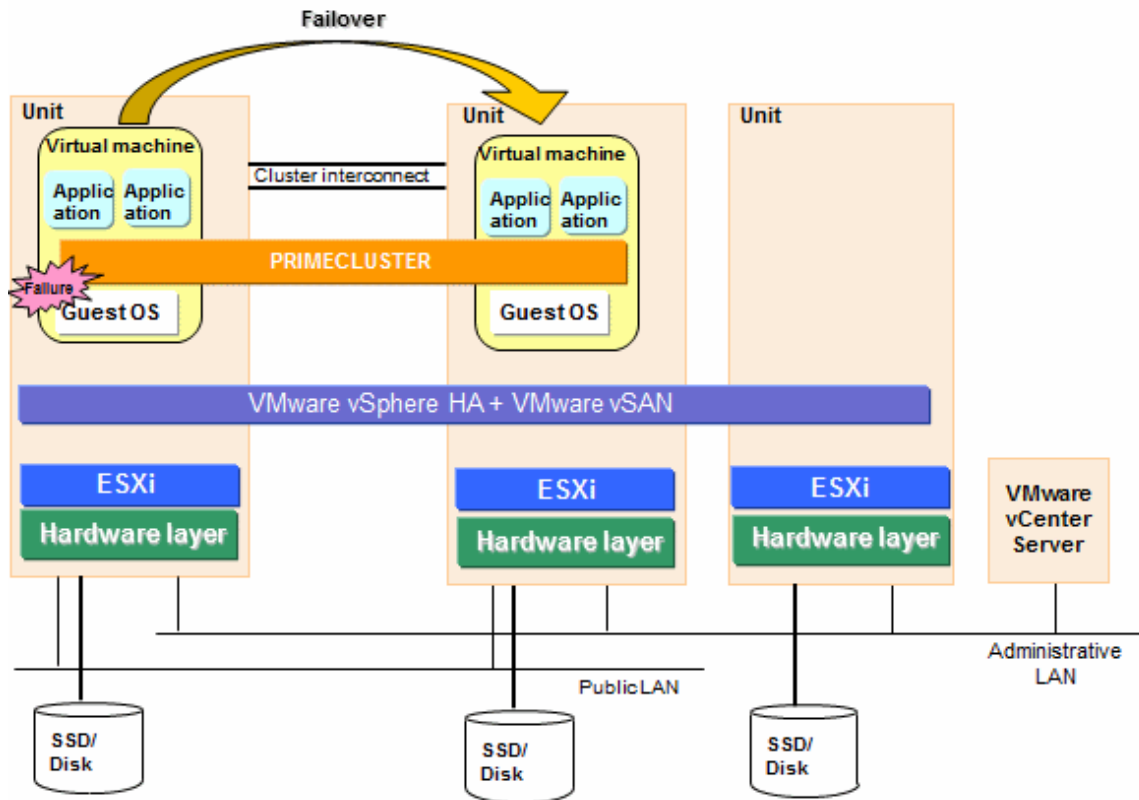 Failover
Unit
Unit
Unit
Virtual machine
Virtual machine
Cluster interconnect
Applic
ation
Applic
ation
Applic
ation
Applic
ation
PRIMECLUSTER
Failure
Guest OS
Guest OS
VMware vSphere HA + VMware vSAN
ESXi
ESXi
ESXi
Hardware layer
Hardware layer
Hardware layer
VMware
vCenter
Server
Administrative
LAN
Public LAN
SSD/
Disk
SSD/
Disk
SSD/
Disk